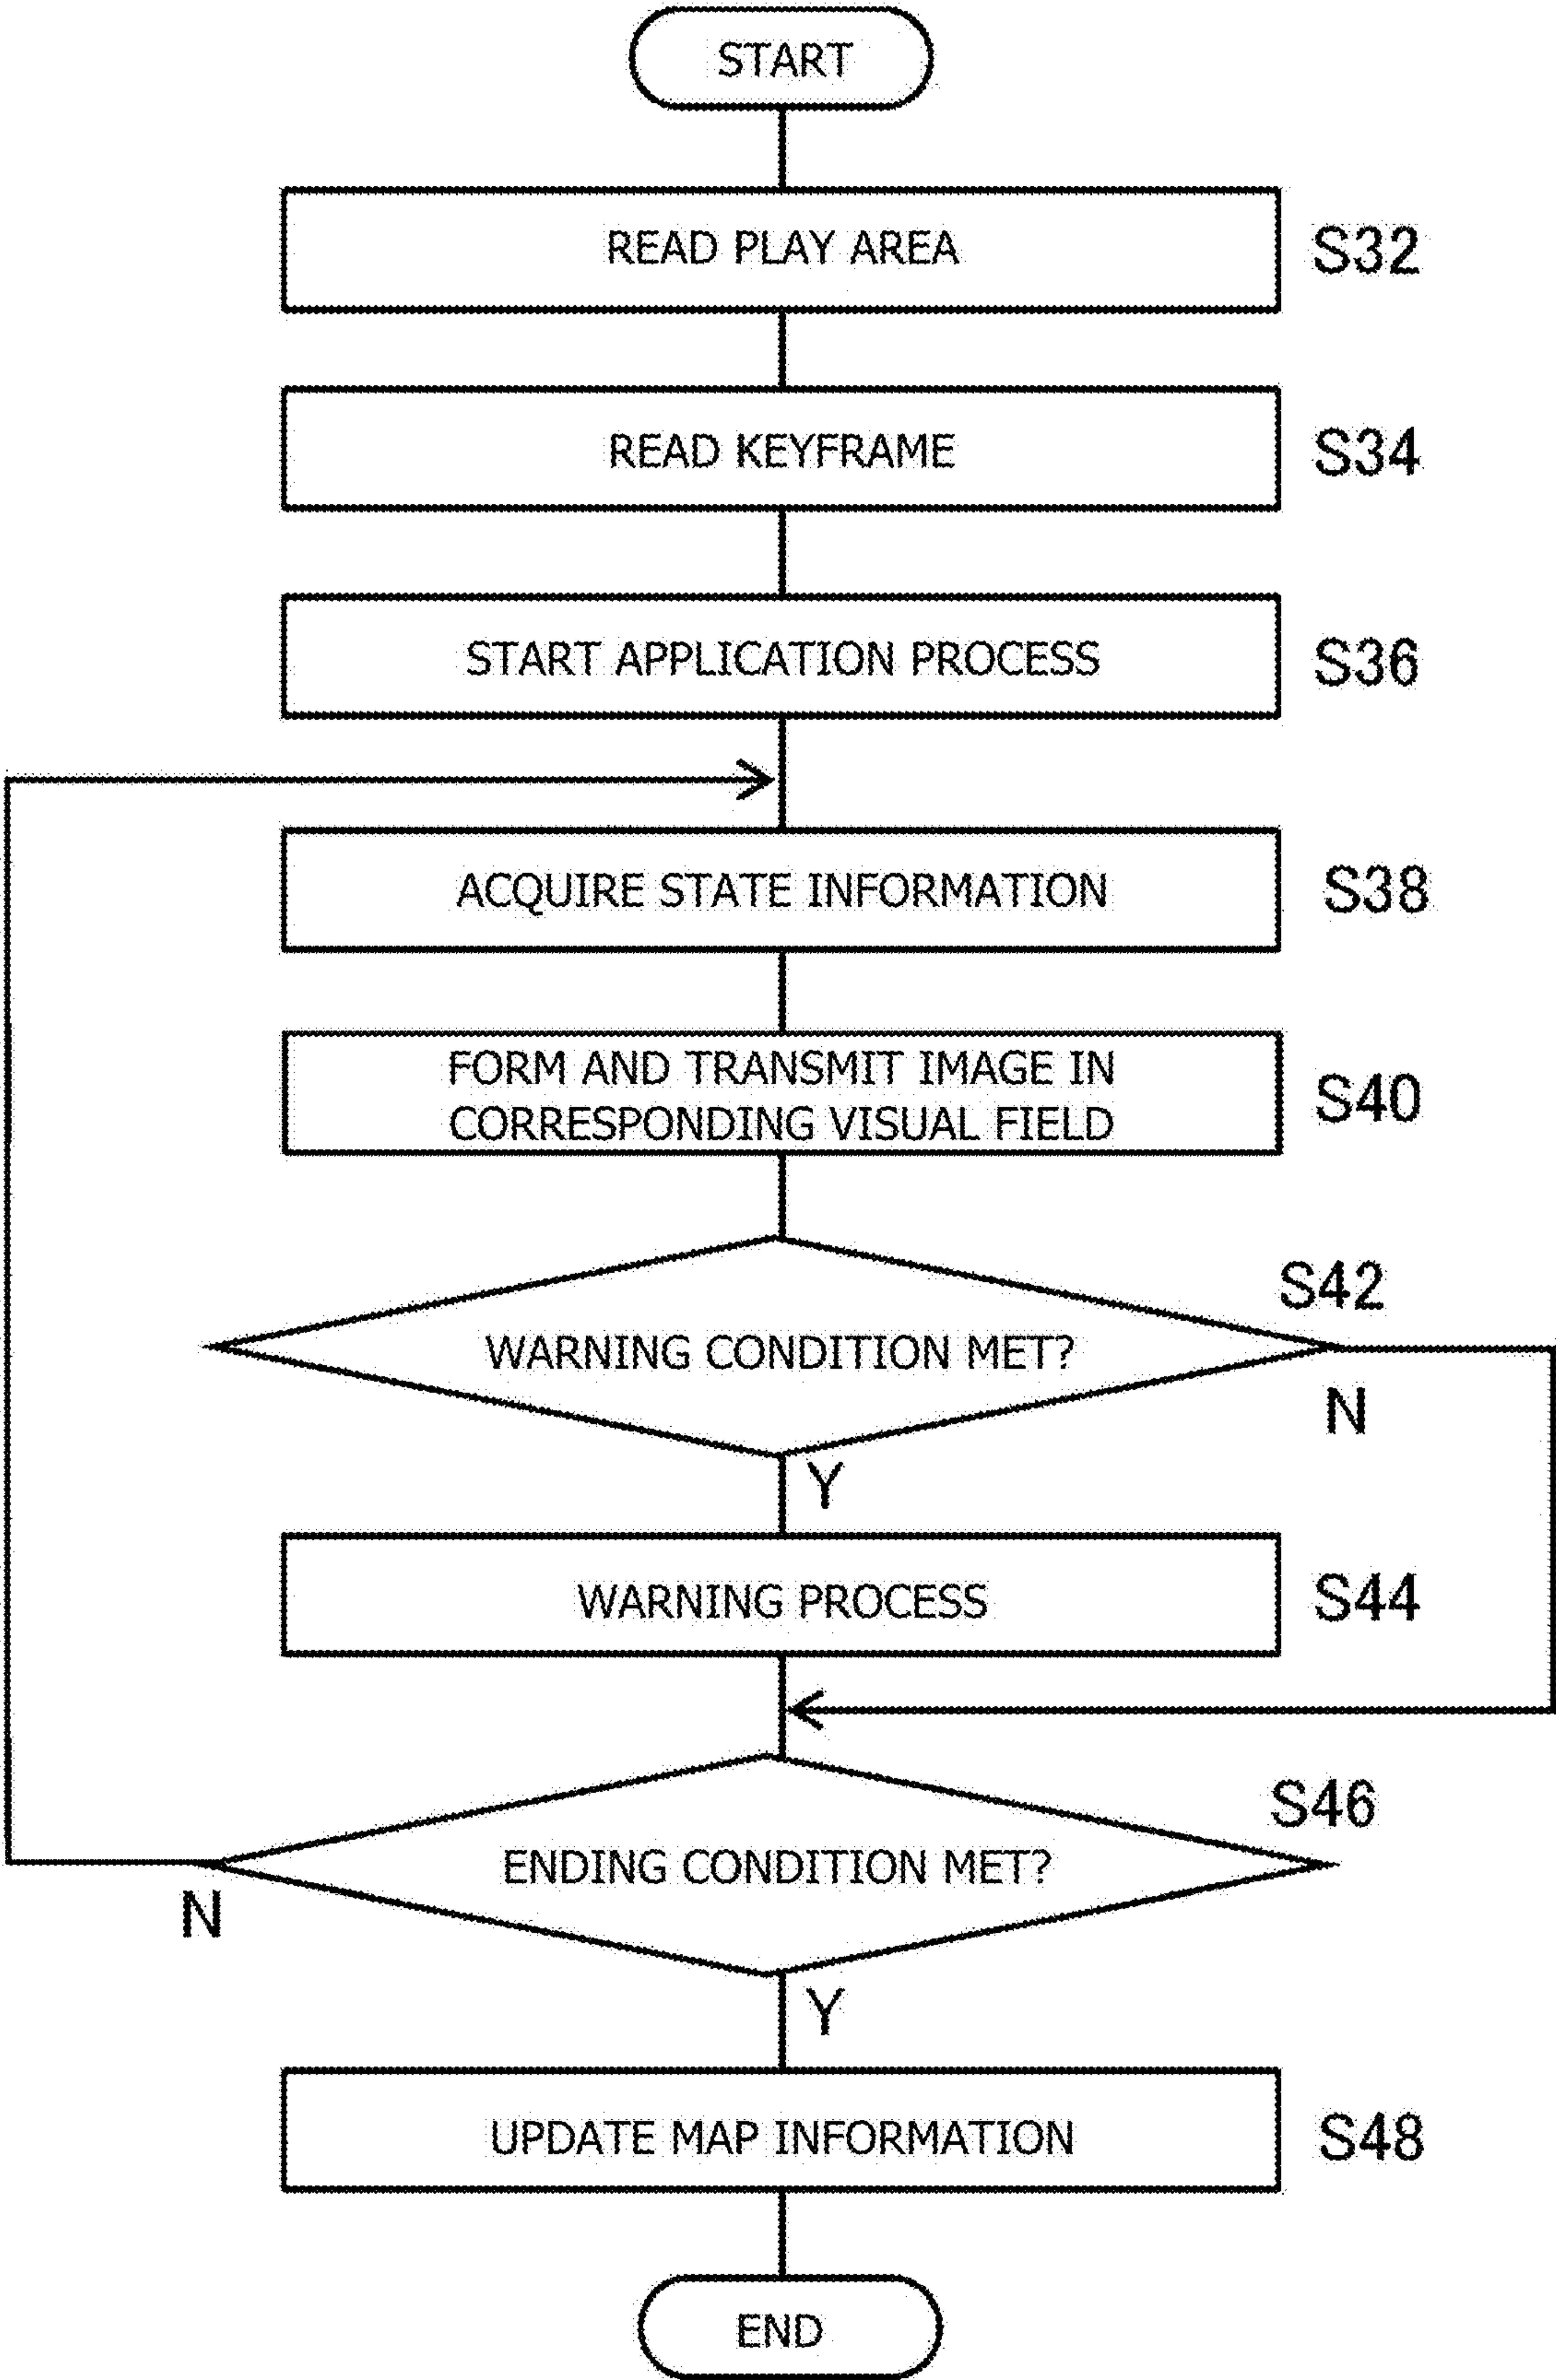 START
READ PLAY AREA
S32
READ KEYFRAME
S34
START APPLICATION PROCESS
S36
ACQUIRE STATE INFORMATION
S38
FORM AND TRANSMIT IMAGE IN
CORRESPONDING VISUAL FIELD
S40
S42
WARNING CONDITION MET?
N
Y
WARNING PROCESS
S44
S46
ENDING CONDITION MET?
N
Y
UPDATE MAP INFORMATION
S48
END